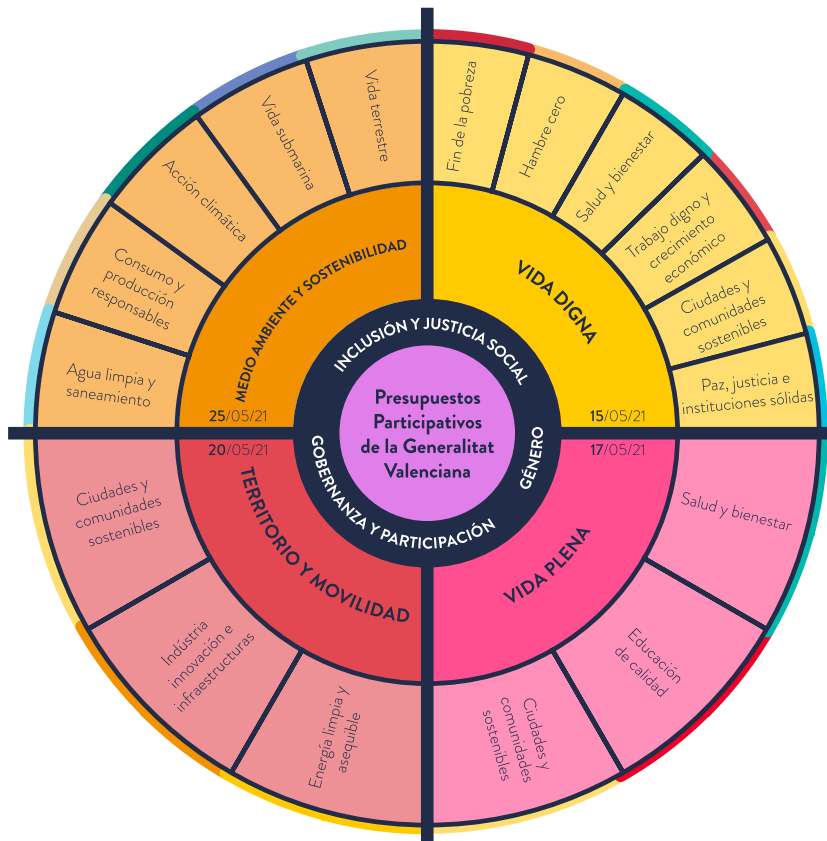 Presupuestos
Participativos
de la Generalitat
Valenciana
INCLUSIÓN Y JUSTICIA SOCIAL
GÉNERO
GOBERNANZA Y PARTICIPACIÓN
VIDA DIGNA
15/05/21
Fin de la pobreza
Hambre cero
Salud y bienestar
Trabajo digno y
crecimiento
económico
Ciudades y
comunidades
sostenibles
Paz, justicia e
instituciones sólidas
VIDA PLENA
17/05/21
Salud y bienestar
Educación
de calidad
Ciudades y
comunidades
sostenibles
TERRITORIO Y MOVILIDAD
20/05/21
Energía limpia y
asequible
Indústria
innovación e
infraestructuras
Ciudades y
comunidades
sostenibles
MEDIO AMBIENTE Y SOSTENIBILIDAD
25/05/21
Agua limpia y
saneamiento
Consumo y
producción
responsables
Acción climática
Vida submarina
Vida terrestre